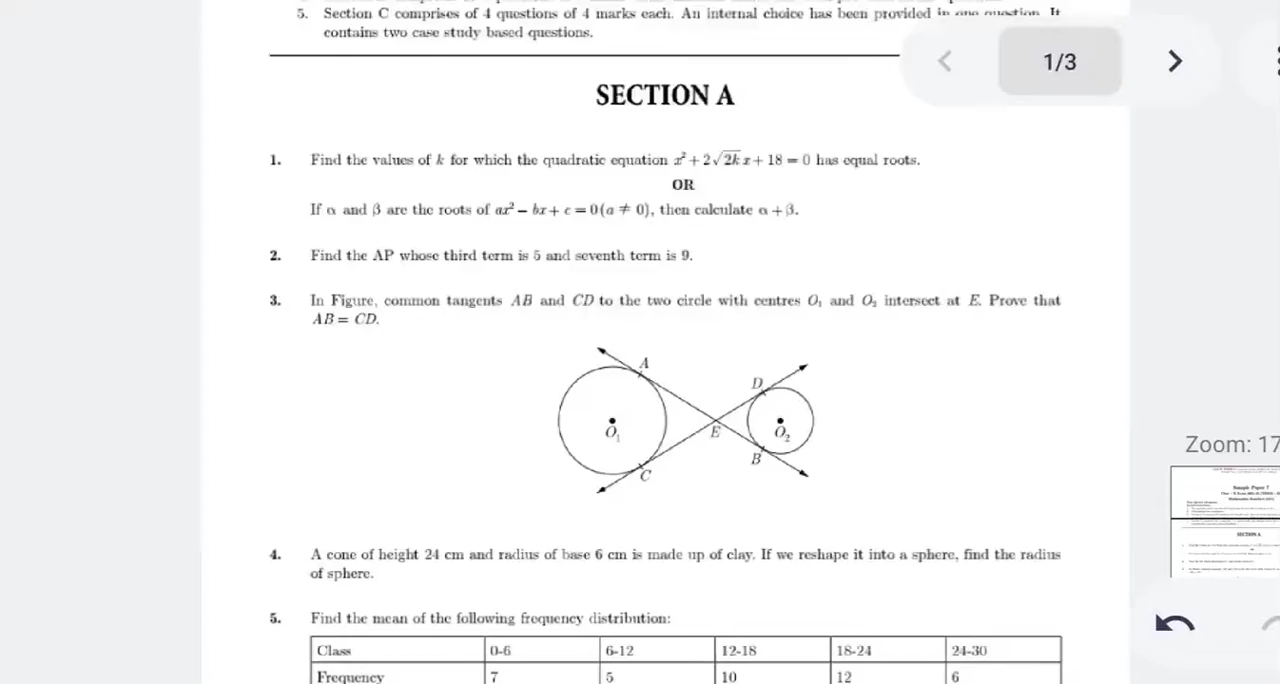 5. Section C comprises of 4 questions of 4 marks each. An internal choice has been provided in one question. It
contains two case study based questions.
1/3
SECTION A
1. Find the values of k for which the quadratic equation x² + 2√2k x + 18 = 0 has equal roots.
OR
If α and β are the roots of ax² − bx + c = 0 (a ≠ 0), then calculate α + β.
2. Find the AP whose third term is 5 and seventh term is 9.
3. In Figure, common tangents AB and CD to the two circle with centres O₁ and O₂ intersect at E. Prove that
AB = CD.
A
D
O₁
E
O₂
B
C
Zoom: 17
Sample Paper 7
SECTION A
4. A cone of height 24 cm and radius of base 6 cm is made up of clay. If we reshape it into a sphere, find the radius
of sphere.
5. Find the mean of the following frequency distribution:
Class 0-6 6-12 12-18 18-24 24-30
Frequency 7 5 10 12 6